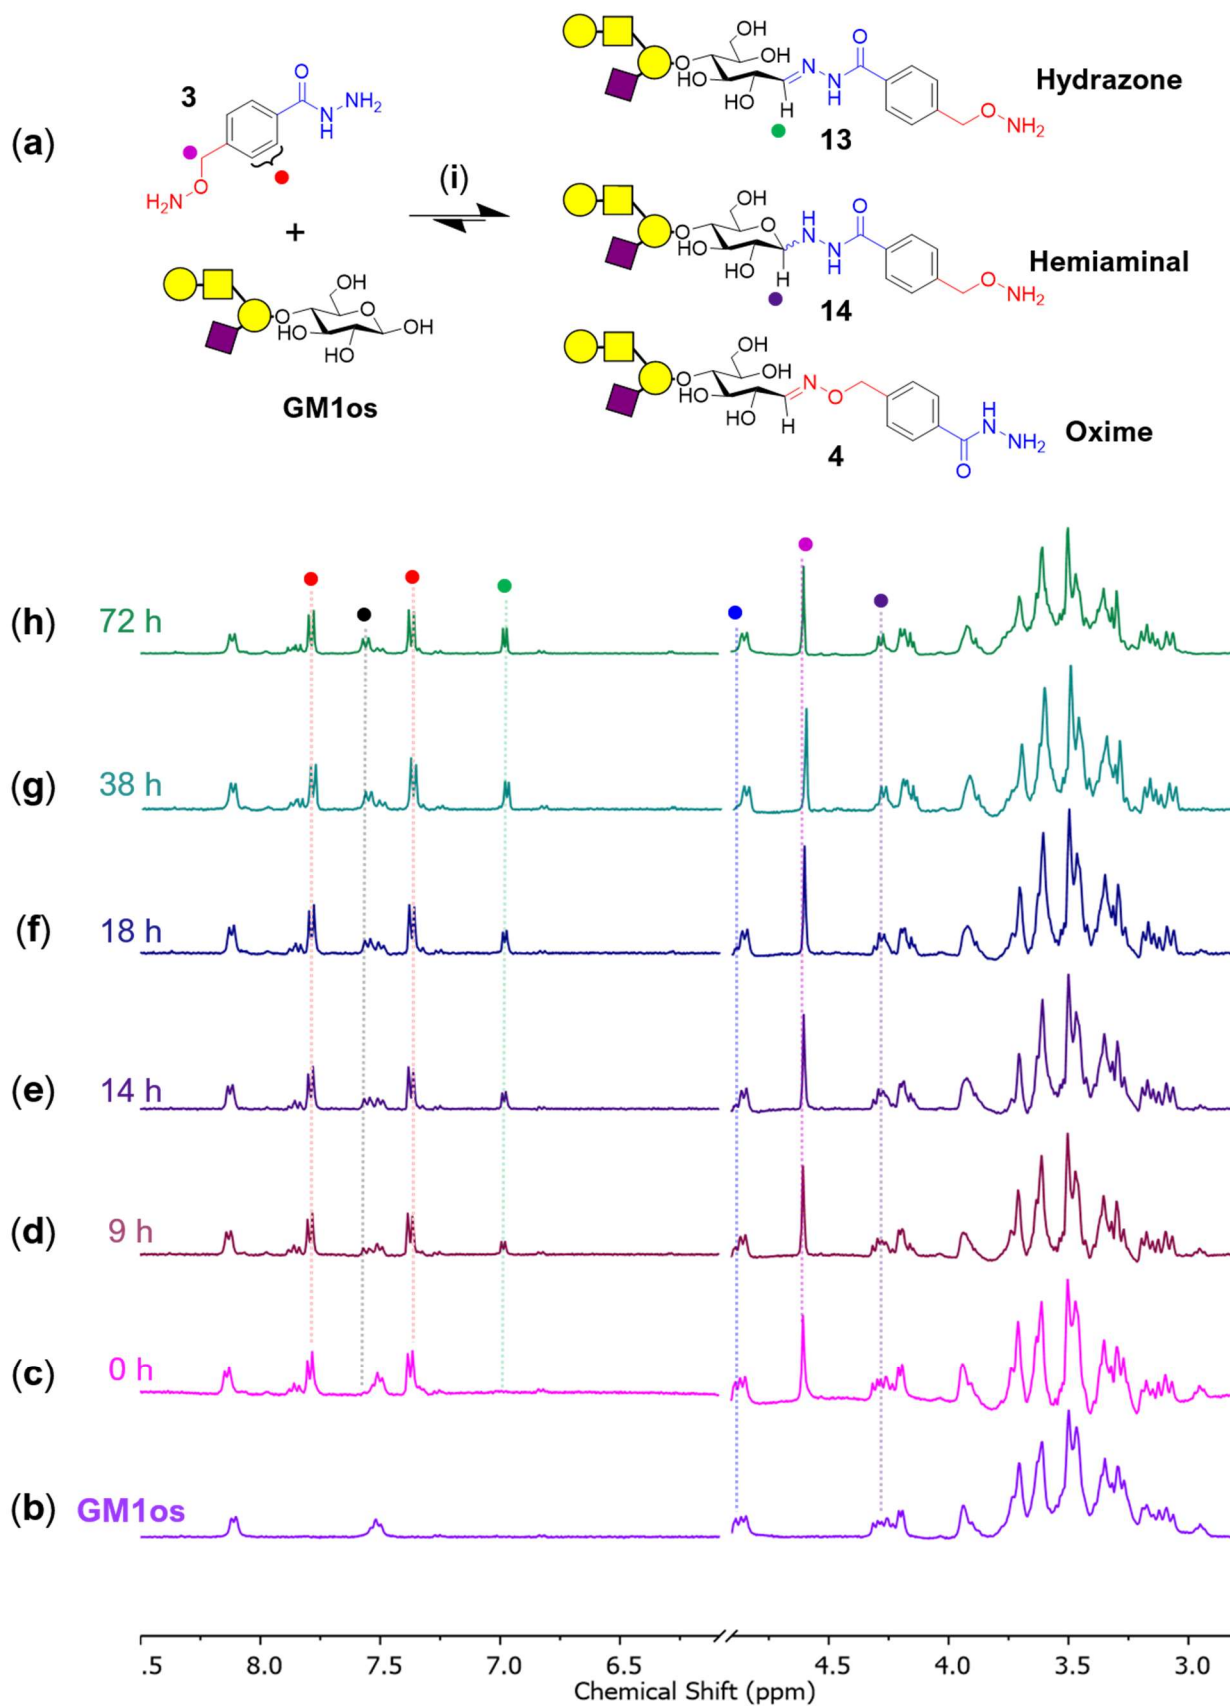 (a)
3
O
N
H
NH2
O
H2N
+
O
OH
O
HO
HO
OH
GM1os
(i)
OH
OH
O
HO
HO
N
N
H
H
O
O
NH2
13
Hydrazone
OH
O
O
HO
HO
H
N
N
H
H
O
O
NH2
14
Hemiaminal
OH
OH
O
HO
HO
H
N
O
H
N
NH2
O
4
Oxime
(h) 72 h
(g) 38 h
(f) 18 h
(e) 14 h
(d) 9 h
(c) 0 h
(b) GM1os
.5 8.0 7.5 7.0 6.5 4.5 4.0 3.5 3.0
Chemical Shift (ppm)